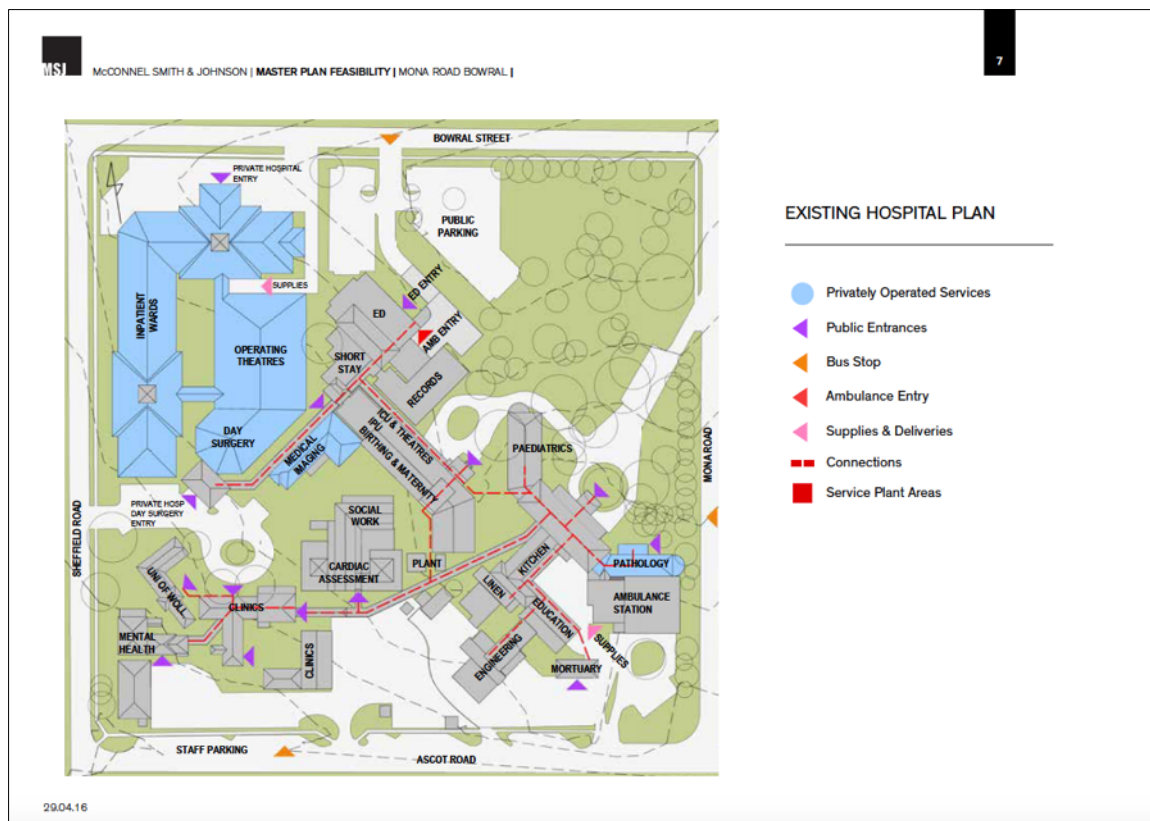 MSJ
McCONNEL SMITH & JOHNSON | MASTER PLAN FEASIBILITY | MONA ROAD BOWRAL |
7
BOWRAL STREET
PRIVATE HOSPITAL
ENTRY
PUBLIC
PARKING
SUPPLIES
ED ENTRY
ED
AMB ENTRY
INPATIENT
WARDS
OPERATING
THEATRES
SHORT
STAY
RECORDS
DAY
SURGERY
MEDICAL
IMAGING
ICU & THEATRES
IPU
BIRTHING & MATERNITY
PAEDIATRICS
MONA ROAD
SHEFFIELD ROAD
PRIVATE HOSP
DAY SURGERY
ENTRY
SOCIAL
WORK
CARDIAC
ASSESSMENT
PLANT
KITCHEN
LINEN
PATHOLOGY
AMBULANCE
STATION
UNI OF WOLL.
CLINICS
EDUCATION
MENTAL
HEALTH
CLINICS
ENGINEERING
SUPPLIES
MORTUARY
STAFF PARKING
ASCOT ROAD
EXISTING HOSPITAL PLAN
Privately Operated Services
Public Entrances
Bus Stop
Ambulance Entry
Supplies & Deliveries
Connections
Service Plant Areas
29.04.16